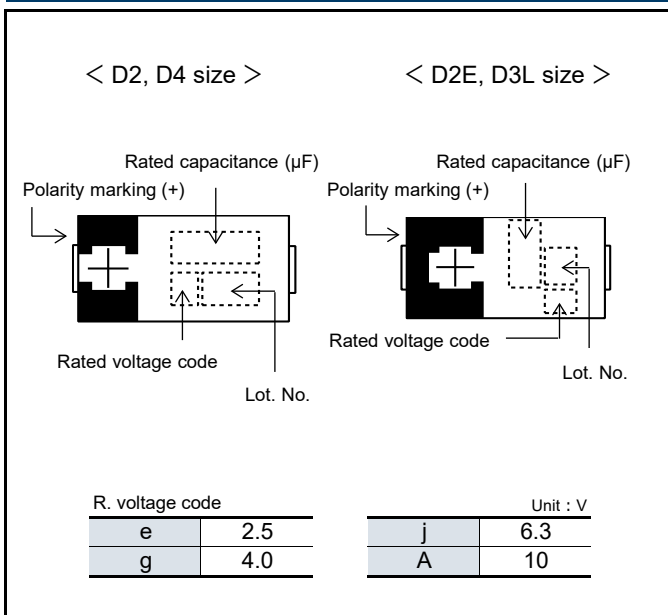 < D2, D4 size >
< D2E, D3L size >
Rated capacitance (μF)
Polarity marking (+)
Rated voltage code
Lot. No.
Rated capacitance (μF)
Polarity marking (+)
Rated voltage code
Lot. No.
R. voltage code
Unit : V
e 2.5
g 4.0
j 6.3
A 10